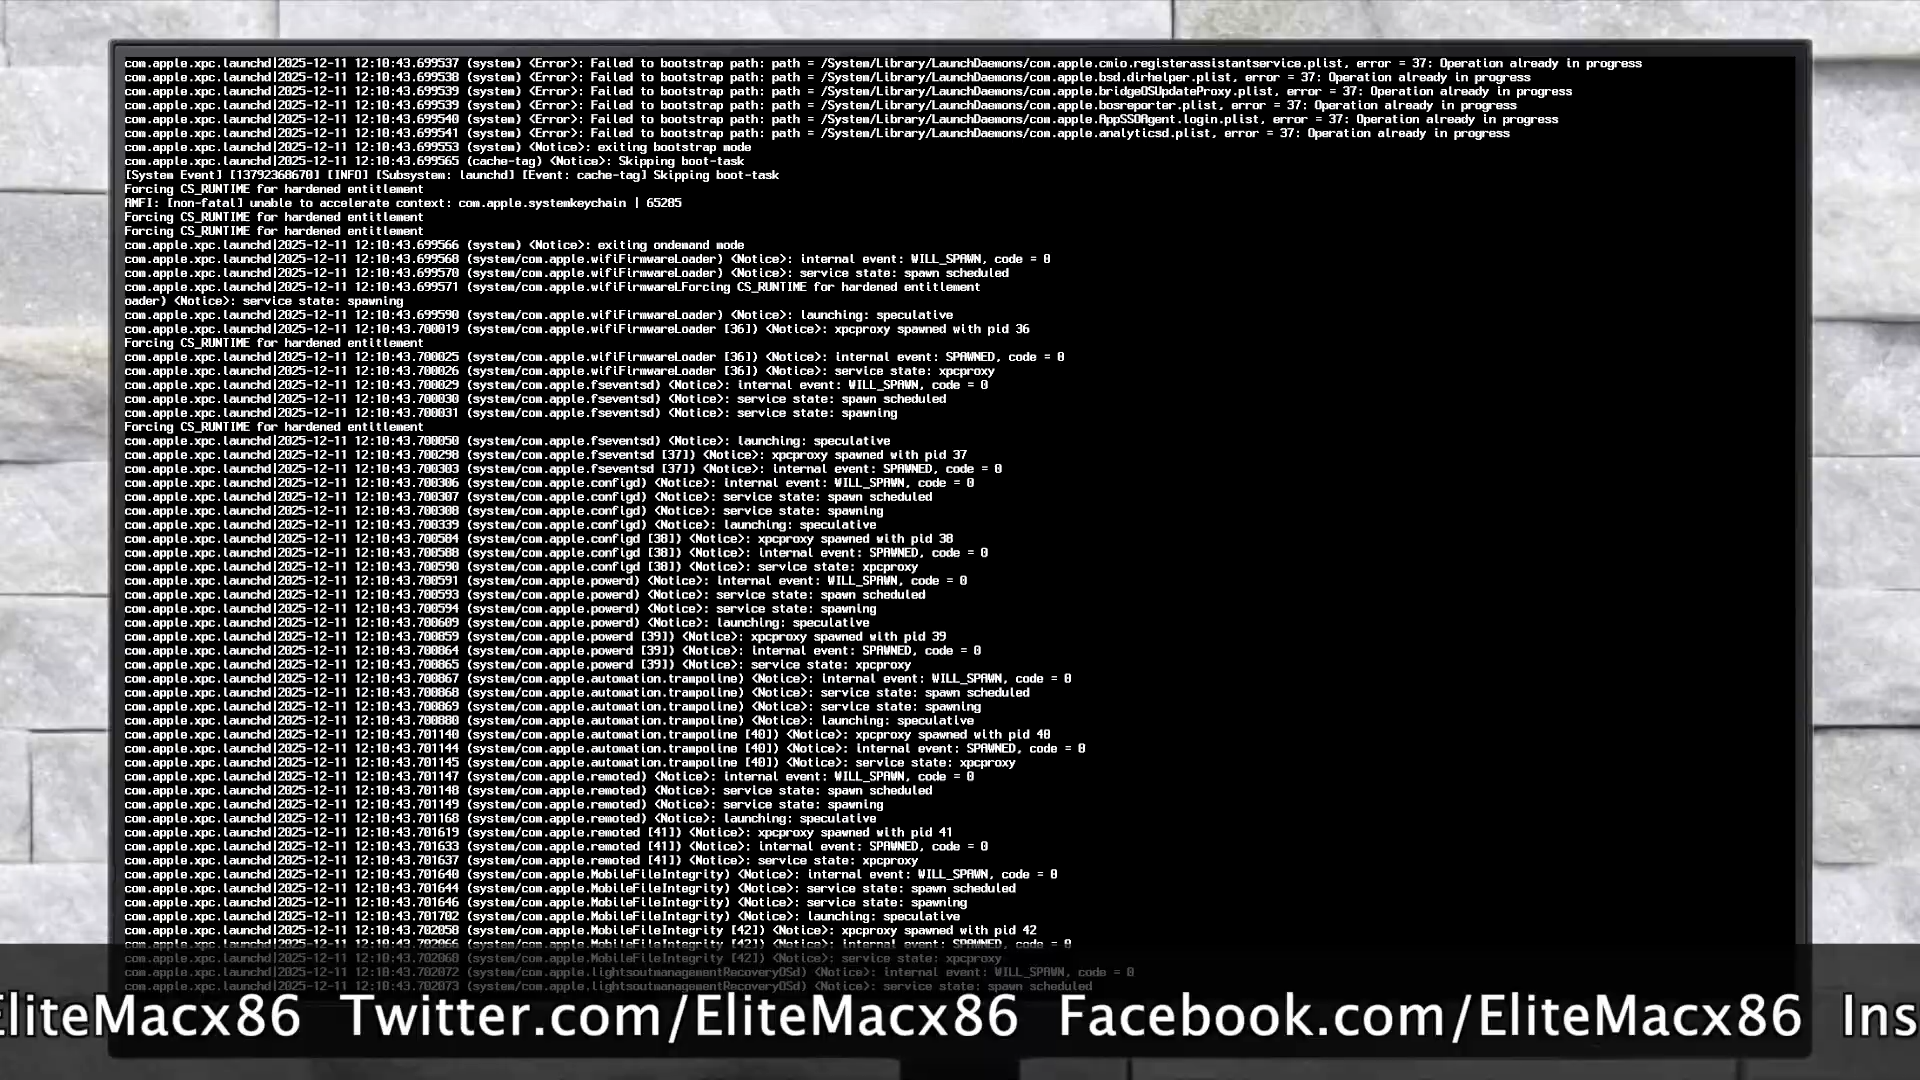 com.apple.xpc.launchd|2025-12-11 12:10:43.699537 (system) <Error>: Failed to bootstrap path: path = /System/Library/LaunchDaemons/com.apple.cmio.registerassistantservice.plist, error = 37: Operation already in progress
com.apple.xpc.launchd|2025-12-11 12:10:43.699538 (system) <Error>: Failed to bootstrap path: path = /System/Library/LaunchDaemons/com.apple.bsd.dirhelper.plist, error = 37: Operation already in progress
com.apple.xpc.launchd|2025-12-11 12:10:43.699539 (system) <Error>: Failed to bootstrap path: path = /System/Library/LaunchDaemons/com.apple.bridgeOSUpdateProxy.plist, error = 37: Operation already in progress
com.apple.xpc.launchd|2025-12-11 12:10:43.699539 (system) <Error>: Failed to bootstrap path: path = /System/Library/LaunchDaemons/com.apple.bosreporter.plist, error = 37: Operation already in progress
com.apple.xpc.launchd|2025-12-11 12:10:43.699540 (system) <Error>: Failed to bootstrap path: path = /System/Library/LaunchDaemons/com.apple.AppSSOAgent.login.plist, error = 37: Operation already in progress
com.apple.xpc.launchd|2025-12-11 12:10:43.699541 (system) <Error>: Failed to bootstrap path: path = /System/Library/LaunchDaemons/com.apple.analyticsd.plist, error = 37: Operation already in progress
com.apple.xpc.launchd|2025-12-11 12:10:43.699553 (system) <Notice>: exiting bootstrap mode
com.apple.xpc.launchd|2025-12-11 12:10:43.699565 (cache-tag) <Notice>: Skipping boot-task
[System Event] [13792368670] [INFO] [Subsystem: launchd] [Event: cache-tag] Skipping boot-task
Forcing CS_RUNTIME for hardened entitlement
AMFI: [non-fatal] unable to accelerate context: com.apple.systemkeychain | 65285
Forcing CS_RUNTIME for hardened entitlement
Forcing CS_RUNTIME for hardened entitlement
com.apple.xpc.launchd|2025-12-11 12:10:43.699566 (system) <Notice>: exiting ondemand mode
com.apple.xpc.launchd|2025-12-11 12:10:43.699568 (system/com.apple.wifiFirmwareLoader) <Notice>: internal event: WILL_SPAWN, code = 0
com.apple.xpc.launchd|2025-12-11 12:10:43.699570 (system/com.apple.wifiFirmwareLoader) <Notice>: service state: spawn scheduled
com.apple.xpc.launchd|2025-12-11 12:10:43.699571 (system/com.apple.wifiFirmwareLForcing CS_RUNTIME for hardened entitlement
oader) <Notice>: service state: spawning
com.apple.xpc.launchd|2025-12-11 12:10:43.699590 (system/com.apple.wifiFirmwareLoader) <Notice>: launching: speculative
com.apple.xpc.launchd|2025-12-11 12:10:43.700019 (system/com.apple.wifiFirmwareLoader [36]) <Notice>: xpcproxy spawned with pid 36
Forcing CS_RUNTIME for hardened entitlement
com.apple.xpc.launchd|2025-12-11 12:10:43.700025 (system/com.apple.wifiFirmwareLoader [36]) <Notice>: internal event: SPAWNED, code = 0
com.apple.xpc.launchd|2025-12-11 12:10:43.700026 (system/com.apple.wifiFirmwareLoader [36]) <Notice>: service state: xpcproxy
com.apple.xpc.launchd|2025-12-11 12:10:43.700029 (system/com.apple.fseventsd) <Notice>: internal event: WILL_SPAWN, code = 0
com.apple.xpc.launchd|2025-12-11 12:10:43.700030 (system/com.apple.fseventsd) <Notice>: service state: spawn scheduled
com.apple.xpc.launchd|2025-12-11 12:10:43.700031 (system/com.apple.fseventsd) <Notice>: service state: spawning
Forcing CS_RUNTIME for hardened entitlement
com.apple.xpc.launchd|2025-12-11 12:10:43.700050 (system/com.apple.fseventsd) <Notice>: launching: speculative
com.apple.xpc.launchd|2025-12-11 12:10:43.700298 (system/com.apple.fseventsd [37]) <Notice>: xpcproxy spawned with pid 37
com.apple.xpc.launchd|2025-12-11 12:10:43.700303 (system/com.apple.fseventsd [37]) <Notice>: internal event: SPAWNED, code = 0
com.apple.xpc.launchd|2025-12-11 12:10:43.700306 (system/com.apple.configd) <Notice>: internal event: WILL_SPAWN, code = 0
com.apple.xpc.launchd|2025-12-11 12:10:43.700307 (system/com.apple.configd) <Notice>: service state: spawn scheduled
com.apple.xpc.launchd|2025-12-11 12:10:43.700308 (system/com.apple.configd) <Notice>: service state: spawning
com.apple.xpc.launchd|2025-12-11 12:10:43.700339 (system/com.apple.configd) <Notice>: launching: speculative
com.apple.xpc.launchd|2025-12-11 12:10:43.700584 (system/com.apple.configd [38]) <Notice>: xpcproxy spawned with pid 38
com.apple.xpc.launchd|2025-12-11 12:10:43.700588 (system/com.apple.configd [38]) <Notice>: internal event: SPAWNED, code = 0
com.apple.xpc.launchd|2025-12-11 12:10:43.700590 (system/com.apple.configd [38]) <Notice>: service state: xpcproxy
com.apple.xpc.launchd|2025-12-11 12:10:43.700591 (system/com.apple.powerd) <Notice>: internal event: WILL_SPAWN, code = 0
com.apple.xpc.launchd|2025-12-11 12:10:43.700593 (system/com.apple.powerd) <Notice>: service state: spawn scheduled
com.apple.xpc.launchd|2025-12-11 12:10:43.700594 (system/com.apple.powerd) <Notice>: service state: spawning
com.apple.xpc.launchd|2025-12-11 12:10:43.700609 (system/com.apple.powerd) <Notice>: launching: speculative
com.apple.xpc.launchd|2025-12-11 12:10:43.700859 (system/com.apple.powerd [39]) <Notice>: xpcproxy spawned with pid 39
com.apple.xpc.launchd|2025-12-11 12:10:43.700864 (system/com.apple.powerd [39]) <Notice>: internal event: SPAWNED, code = 0
com.apple.xpc.launchd|2025-12-11 12:10:43.700865 (system/com.apple.powerd [39]) <Notice>: service state: xpcproxy
com.apple.xpc.launchd|2025-12-11 12:10:43.700867 (system/com.apple.automation.trampoline) <Notice>: internal event: WILL_SPAWN, code = 0
com.apple.xpc.launchd|2025-12-11 12:10:43.700868 (system/com.apple.automation.trampoline) <Notice>: service state: spawn scheduled
com.apple.xpc.launchd|2025-12-11 12:10:43.700869 (system/com.apple.automation.trampoline) <Notice>: service state: spawning
com.apple.xpc.launchd|2025-12-11 12:10:43.700880 (system/com.apple.automation.trampoline) <Notice>: launching: speculative
com.apple.xpc.launchd|2025-12-11 12:10:43.701140 (system/com.apple.automation.trampoline [40]) <Notice>: xpcproxy spawned with pid 40
com.apple.xpc.launchd|2025-12-11 12:10:43.701144 (system/com.apple.automation.trampoline [40]) <Notice>: internal event: SPAWNED, code = 0
com.apple.xpc.launchd|2025-12-11 12:10:43.701145 (system/com.apple.automation.trampoline [40]) <Notice>: service state: xpcproxy
com.apple.xpc.launchd|2025-12-11 12:10:43.701147 (system/com.apple.remoted) <Notice>: internal event: WILL_SPAWN, code = 0
com.apple.xpc.launchd|2025-12-11 12:10:43.701148 (system/com.apple.remoted) <Notice>: service state: spawn scheduled
com.apple.xpc.launchd|2025-12-11 12:10:43.701149 (system/com.apple.remoted) <Notice>: service state: spawning
com.apple.xpc.launchd|2025-12-11 12:10:43.701168 (system/com.apple.remoted) <Notice>: launching: speculative
com.apple.xpc.launchd|2025-12-11 12:10:43.701619 (system/com.apple.remoted [41]) <Notice>: xpcproxy spawned with pid 41
com.apple.xpc.launchd|2025-12-11 12:10:43.701633 (system/com.apple.remoted [41]) <Notice>: internal event: SPAWNED, code = 0
com.apple.xpc.launchd|2025-12-11 12:10:43.701637 (system/com.apple.remoted [41]) <Notice>: service state: xpcproxy
com.apple.xpc.launchd|2025-12-11 12:10:43.701640 (system/com.apple.MobileFileIntegrity) <Notice>: internal event: WILL_SPAWN, code = 0
com.apple.xpc.launchd|2025-12-11 12:10:43.701644 (system/com.apple.MobileFileIntegrity) <Notice>: service state: spawn scheduled
com.apple.xpc.launchd|2025-12-11 12:10:43.701646 (system/com.apple.MobileFileIntegrity) <Notice>: service state: spawning
com.apple.xpc.launchd|2025-12-11 12:10:43.701702 (system/com.apple.MobileFileIntegrity) <Notice>: launching: speculative
com.apple.xpc.launchd|2025-12-11 12:10:43.702058 (system/com.apple.MobileFileIntegrity [42]) <Notice>: xpcproxy spawned with pid 42
com.apple.xpc.launchd|2025-12-11 12:10:43.702066 (system/com.apple.MobileFileIntegrity [42]) <Notice>: internal event: SPAWNED, code = 0
com.apple.xpc.launchd|2025-12-11 12:10:43.702068 (system/com.apple.MobileFileIntegrity [42]) <Notice>: service state: xpcproxy
com.apple.xpc.launchd|2025-12-11 12:10:43.702072 (system/com.apple.lightsoutmanagementRecoveryOSd) <Notice>: internal event: WILL_SPAWN, code = 0
com.apple.xpc.launchd|2025-12-11 12:10:43.702073 (system/com.apple.lightsoutmanagementRecoveryOSd) <Notice>: service state: spawn scheduled
EliteMacx86 Twitter.com/EliteMacx86 Facebook.com/EliteMacx86 Ins